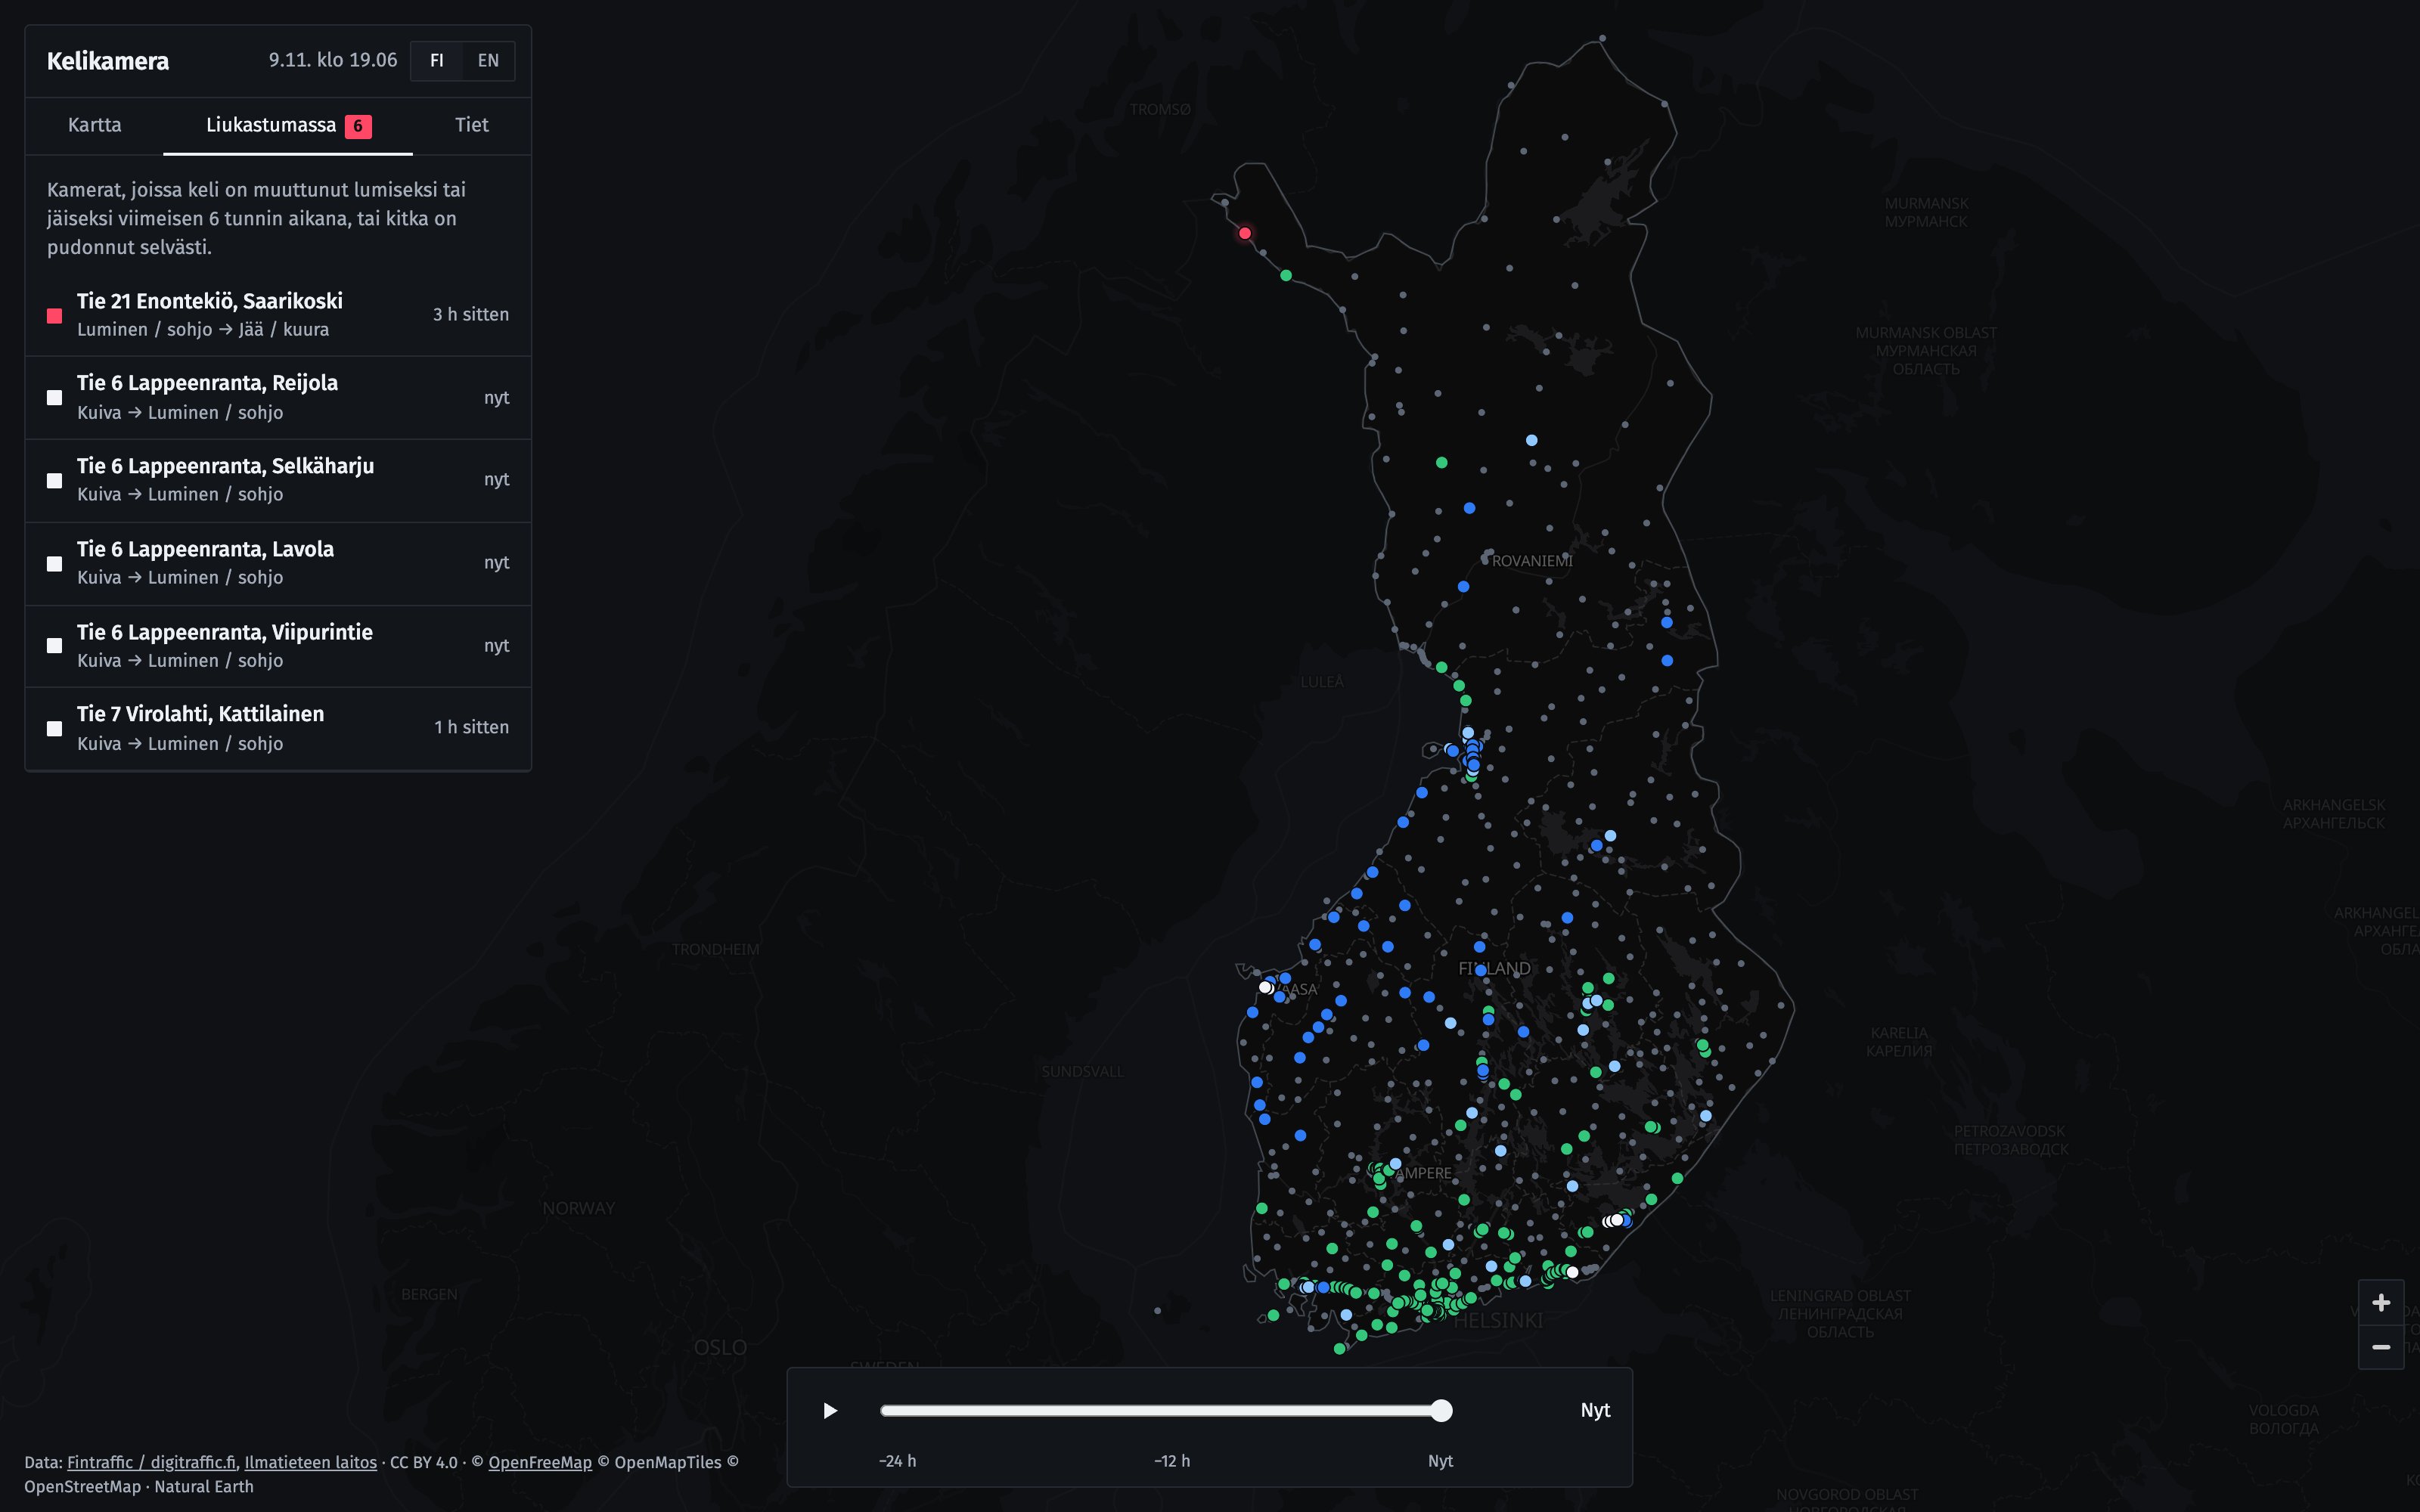 Kelikamera
9.11. klo 19.06
FI
EN
Kartta
Liukastumassa 6
Tiet
Kamerat, joissa keli on muuttunut lumiseksi tai
jäiseksi viimeisen 6 tunnin aikana, tai kitka on
pudonnut selvästi.
Tie 21 Enontekiö, Saarikoski
Luminen / sohjo → Jää / kuura
3 h sitten
Tie 6 Lappeenranta, Reijola
Kuiva → Luminen / sohjo
nyt
Tie 6 Lappeenranta, Selkäharju
Kuiva → Luminen / sohjo
nyt
Tie 6 Lappeenranta, Lavola
Kuiva → Luminen / sohjo
nyt
Tie 6 Lappeenranta, Viipurintie
Kuiva → Luminen / sohjo
nyt
Tie 7 Virolahti, Kattilainen
Kuiva → Luminen / sohjo
1 h sitten
TROMSØ
MURMANSK
МУРМАНСК
MURMANSK OBLAST
МУРМАНСКАЯ
ОБЛАСТЬ
ROVANIEMI
LULEÅ
ARKHANGELSK
АРХАНГЕЛЬСК
TRONDHEIM
FINLAND
VAASA
SUNDSVALL
KARELIA
КАРЕЛИЯ
PETROZAVODSK
ПЕТРОЗАВОДСК
AMPERE
NORWAY
BERGEN
OSLO
SWEDEN
HELSINKI
LENINGRAD OBLAST
ЛЕНИНГРАДСКАЯ
ОБЛАСТЬ
VOLOGDA
ВОЛОГДА
NOVGOROD OBLAST
+
−
Nyt
−24 h
−12 h
Nyt
Data: Fintraffic / digitraffic.fi, Ilmatieteen laitos · CC BY 4.0 · © OpenFreeMap © OpenMapTiles ©
OpenStreetMap · Natural Earth